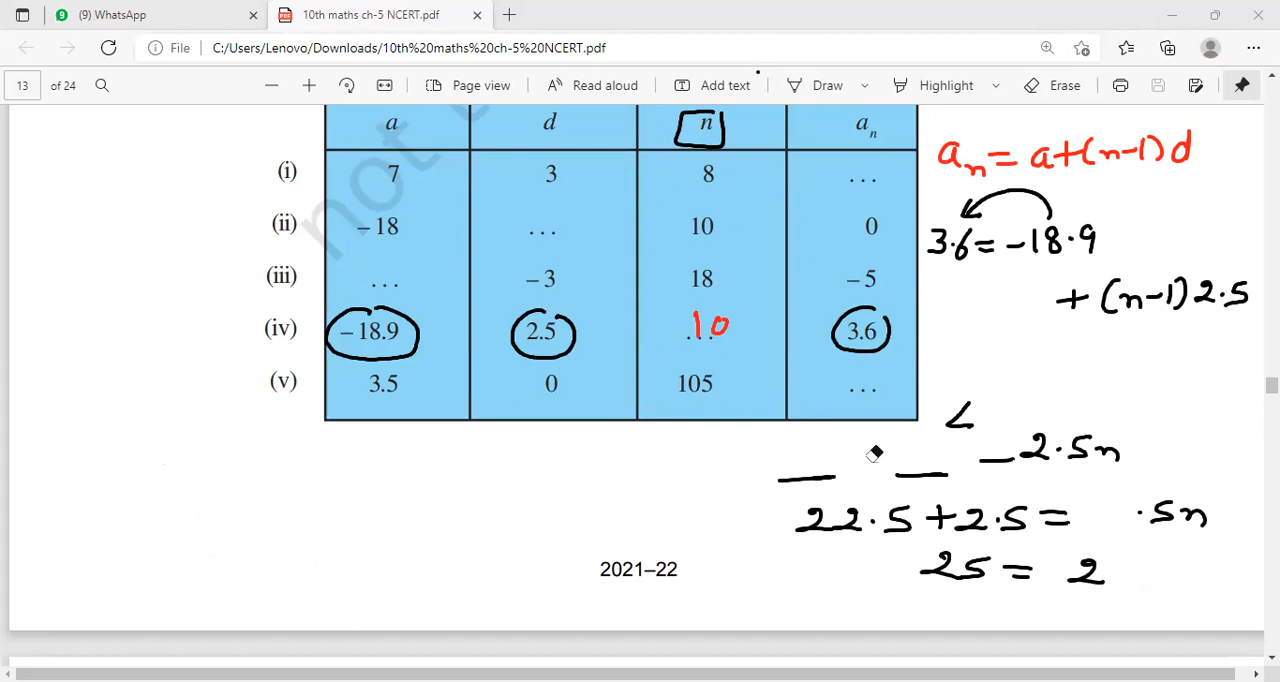 (9) WhatsApp
10th maths ch-5 NCERT.pdf
File
C:/Users/Lenovo/Downloads/10th%20maths%20ch-5%20NCERT.pdf
13 of 24
Page view
Read aloud
Add text
Draw
Highlight
Erase
not
a d n an
(i) 7 3 8 ...
(ii) – 18 ... 10 0
(iii) ... – 3 18 – 5
(iv) – 18.9 2.5 10 3.6
(v) 3.5 0 105 ...
an = a+(n-1)d
3.6 = -18.9
+ (n-1)2.5
-2.5n
22.5+2.5= .5n
25 = 2
2021–22